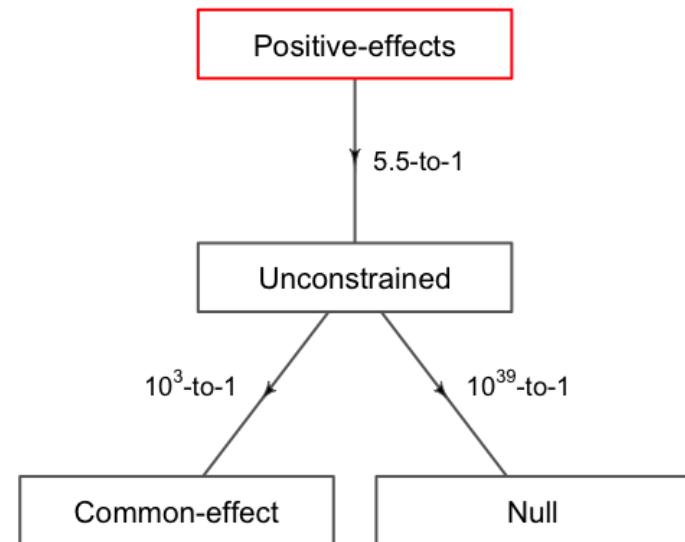 Positive-effects
5.5-to-1
Unconstrained
10³-to-1
10³⁹-to-1
Common-effect
Null